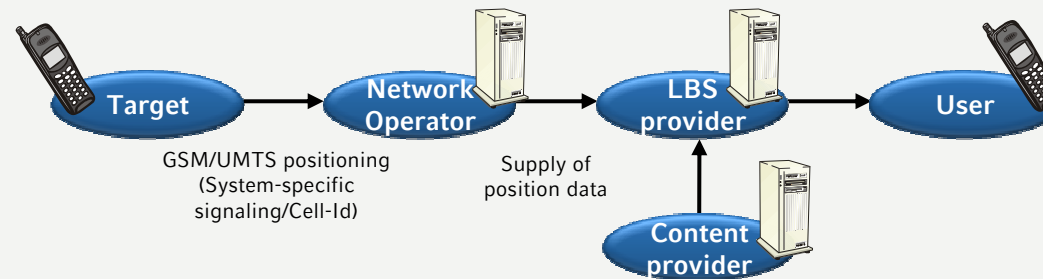 Target
Network
Operator
LBS
provider
User
GSM/UMTS positioning
(System-specific
signaling/Cell-Id)
Supply of
position data
Content
provider